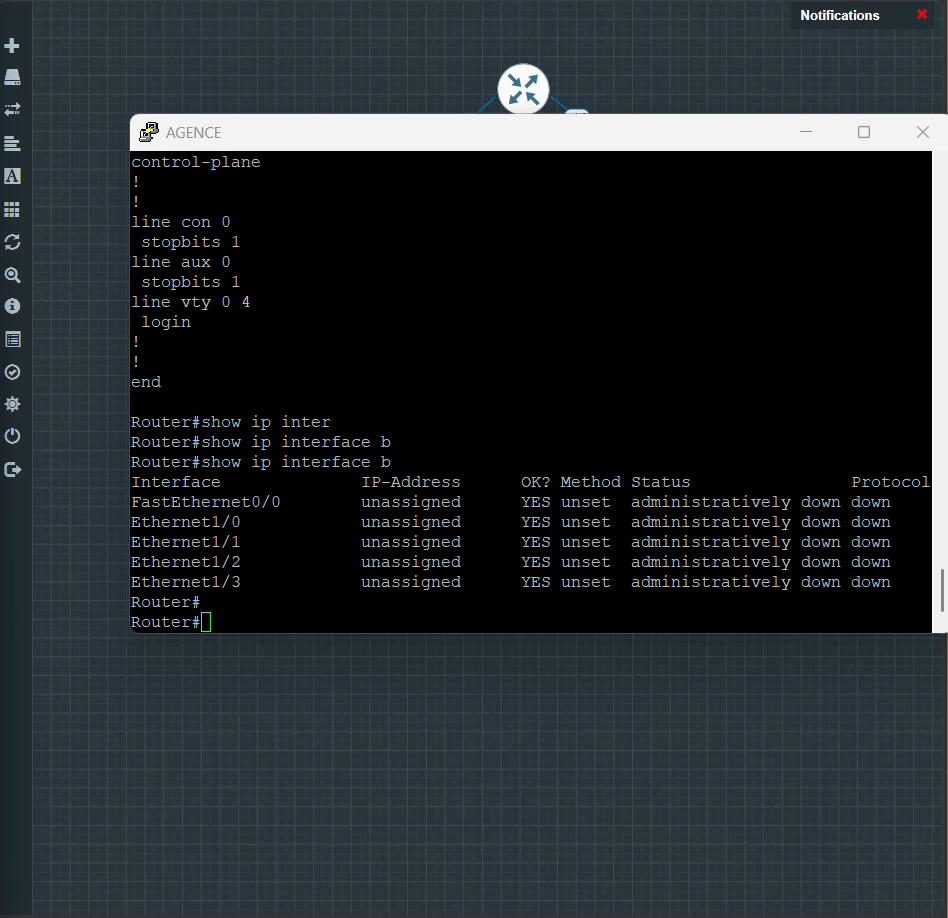 Notifications
AGENCE
control-plane
!
!
line con 0
 stopbits 1
line aux 0
 stopbits 1
line vty 0 4
 login
!
!
end
Router#show ip inter
Router#show ip interface b
Router#show ip interface b
Interface              IP-Address      OK? Method Status                Protocol
FastEthernet0/0        unassigned      YES unset  administratively down down
Ethernet1/0            unassigned      YES unset  administratively down down
Ethernet1/1            unassigned      YES unset  administratively down down
Ethernet1/2            unassigned      YES unset  administratively down down
Ethernet1/3            unassigned      YES unset  administratively down down
Router#
Router#